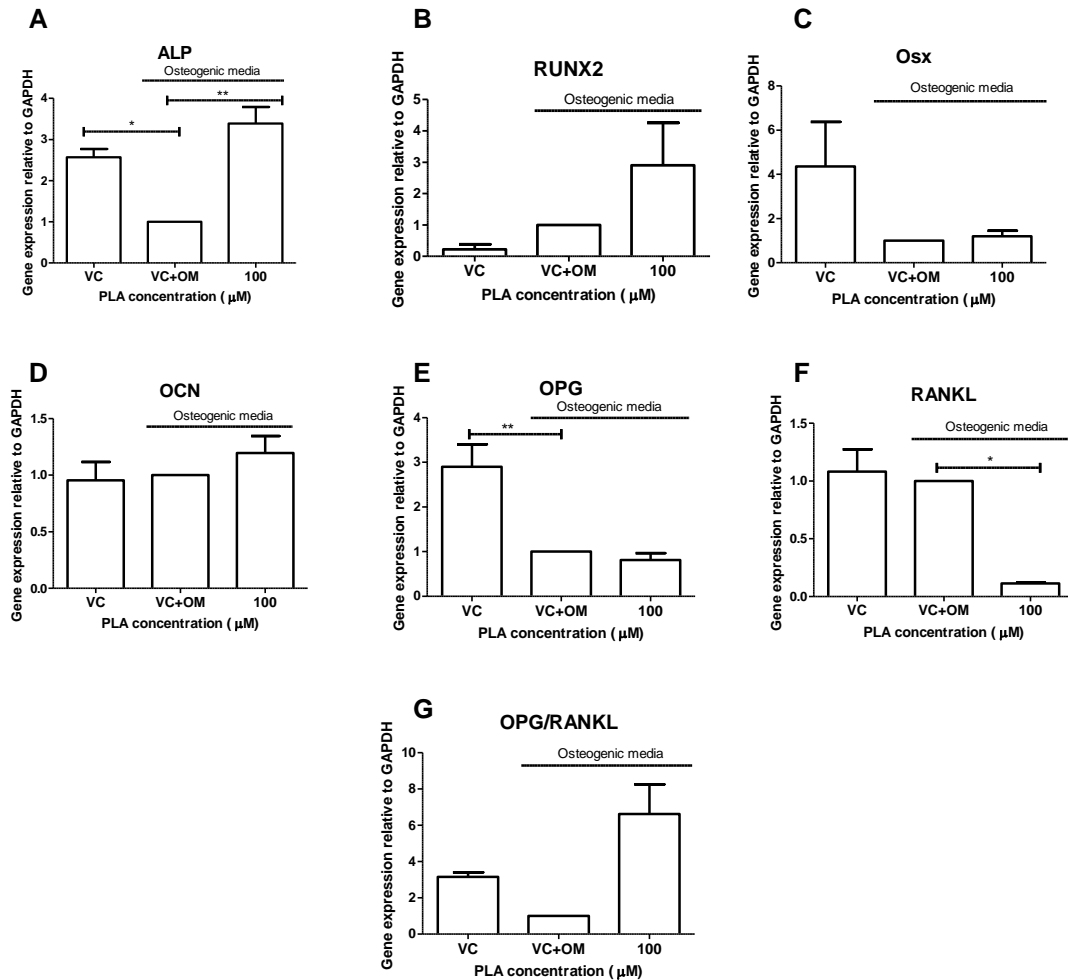 A
ALP
Osteogenic media
**
*
Gene expression relative to GAPDH
5
4
3
2
1
0
VC
VC+OM
100
PLA concentration ( µM)
B
RUNX2
Osteogenic media
Gene expression relative to GAPDH
5
4
3
2
1
0
VC
VC+OM
100
PLA concentration ( µM)
C
Osx
Osteogenic media
Gene expression relative to GAPDH
8
6
4
2
0
VC
VC+OM
100
PLA concentration ( µM)
D
OCN
Osteogenic media
Gene expression relative to GAPDH
1.5
1.0
0.5
0.0
VC
VC+OM
100
PLA concentration ( µM)
E
OPG
Osteogenic media
**
Gene expression relative to GAPDH
4
3
2
1
0
VC
VC+OM
100
PLA concentration ( µM)
F
RANKL
Osteogenic media
*
Gene expression relative to GAPDH
1.5
1.0
0.5
0.0
VC
VC+OM
100
PLA concentration ( µM)
G
OPG/RANKL
Osteogenic media
Gene expression relative to GAPDH
10
8
6
4
2
0
VC
VC+OM
100
PLA concentration ( µM)